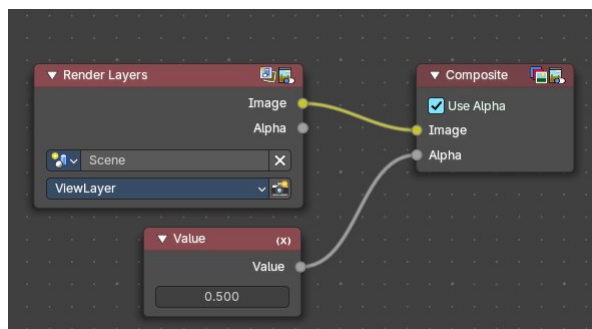 Render Layers
Image
Alpha
Scene
ViewLayer
Composite
Use Alpha
Image
Alpha
Value
(x)
Value
0.500